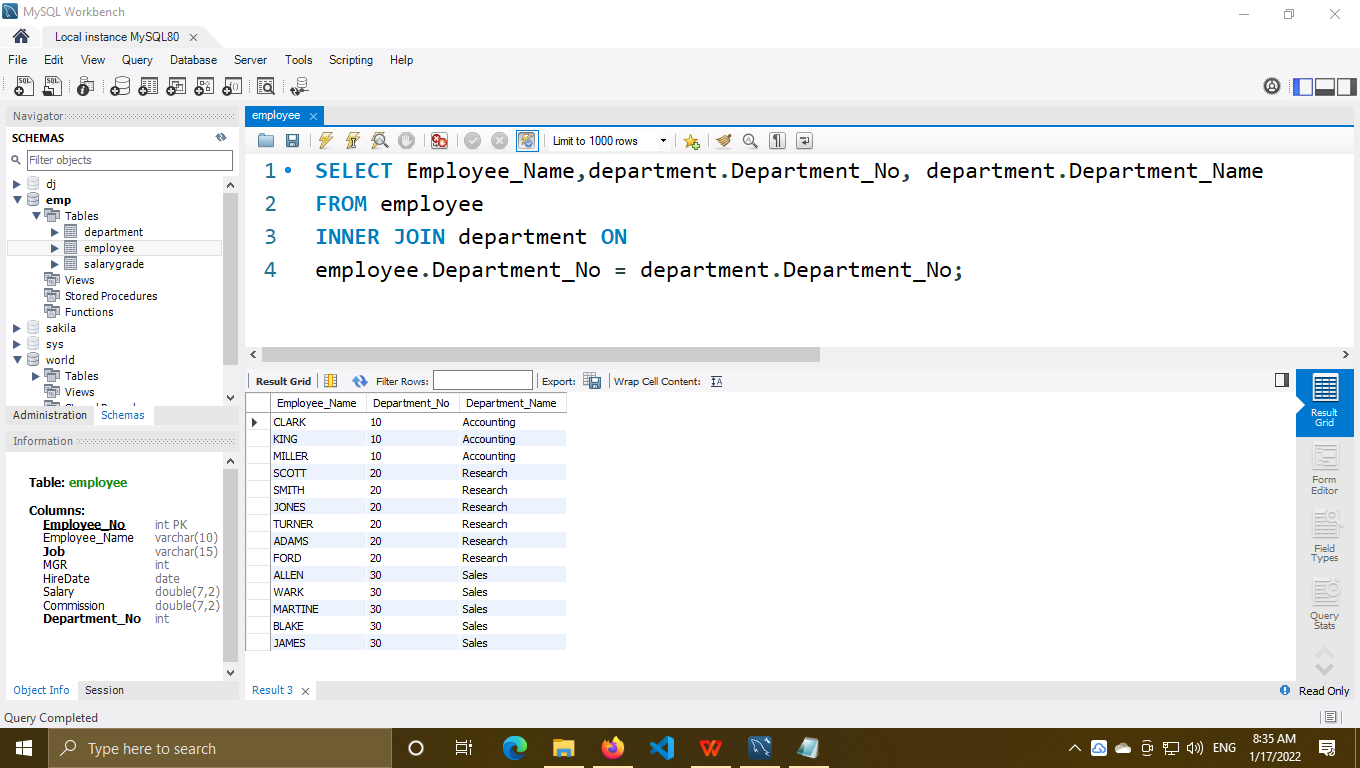 MySQL Workbench
Local instance MySQL80
File Edit View Query Database Server Tools Scripting Help
Navigator
SCHEMAS
Filter objects
dj
emp
Tables
department
employee
salarygrade
Views
Stored Procedures
Functions
sakila
sys
world
Tables
Views
Administration Schemas
Information
Table: employee
Columns:
Employee_No int PK
Employee_Name varchar(10)
Job varchar(15)
MGR int
HireDate date
Salary double(7,2)
Commission double(7,2)
Department_No int
Object Info Session
Query Completed
employee
Limit to 1000 rows
1 SELECT Employee_Name,department.Department_No, department.Department_Name
2 FROM employee
3 INNER JOIN department ON
4 employee.Department_No = department.Department_No;
Result Grid Filter Rows: Export: Wrap Cell Content:
Employee_Name Department_No Department_Name
CLARK 10 Accounting
KING 10 Accounting
MILLER 10 Accounting
SCOTT 20 Research
SMITH 20 Research
JONES 20 Research
TURNER 20 Research
ADAMS 20 Research
FORD 20 Research
ALLEN 30 Sales
WARK 30 Sales
MARTINE 30 Sales
BLAKE 30 Sales
JAMES 30 Sales
Result
Grid
Form
Editor
Field
Types
Query
Stats
Result 3
Read Only
Type here to search
ENG
8:35 AM
1/17/2022